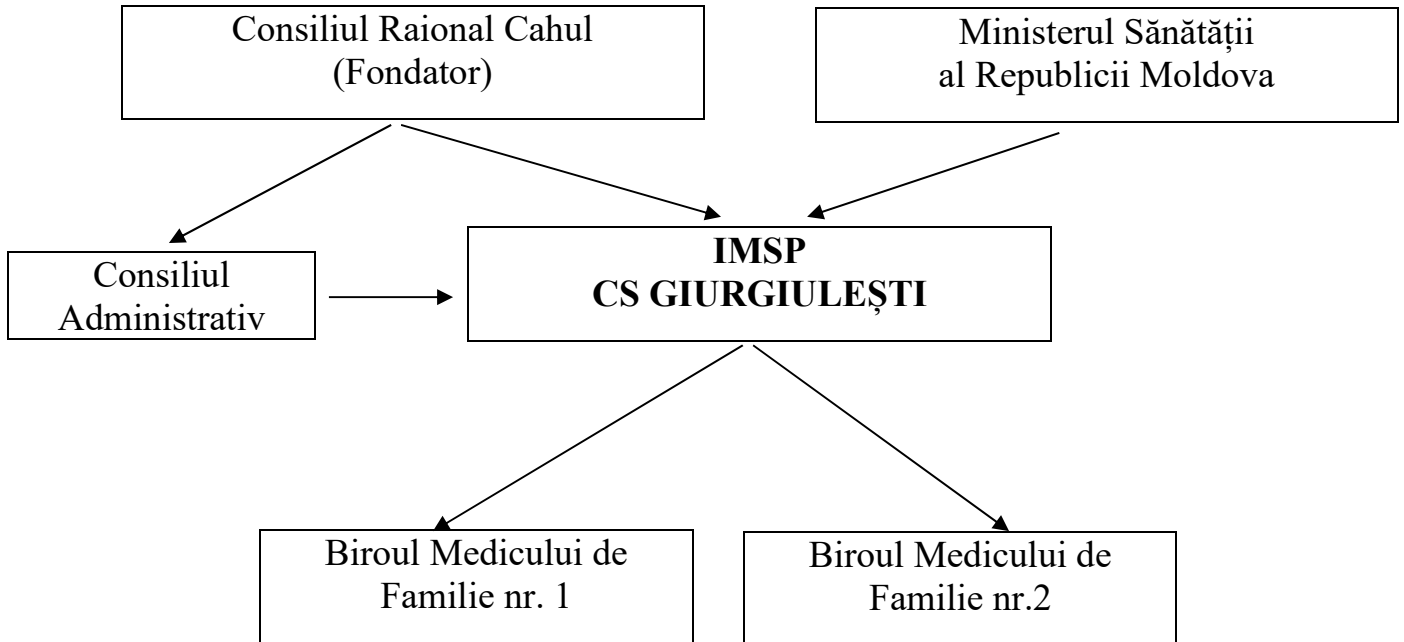 Consiliul Raional Cahul
(Fondator)
Ministerul Sănătății
al Republicii Moldova
Consiliul
Administrativ
IMSP
CS GIURGIULEȘTI
Biroul Medicului de
Familie nr. 1
Biroul Medicului de
Familie nr.2